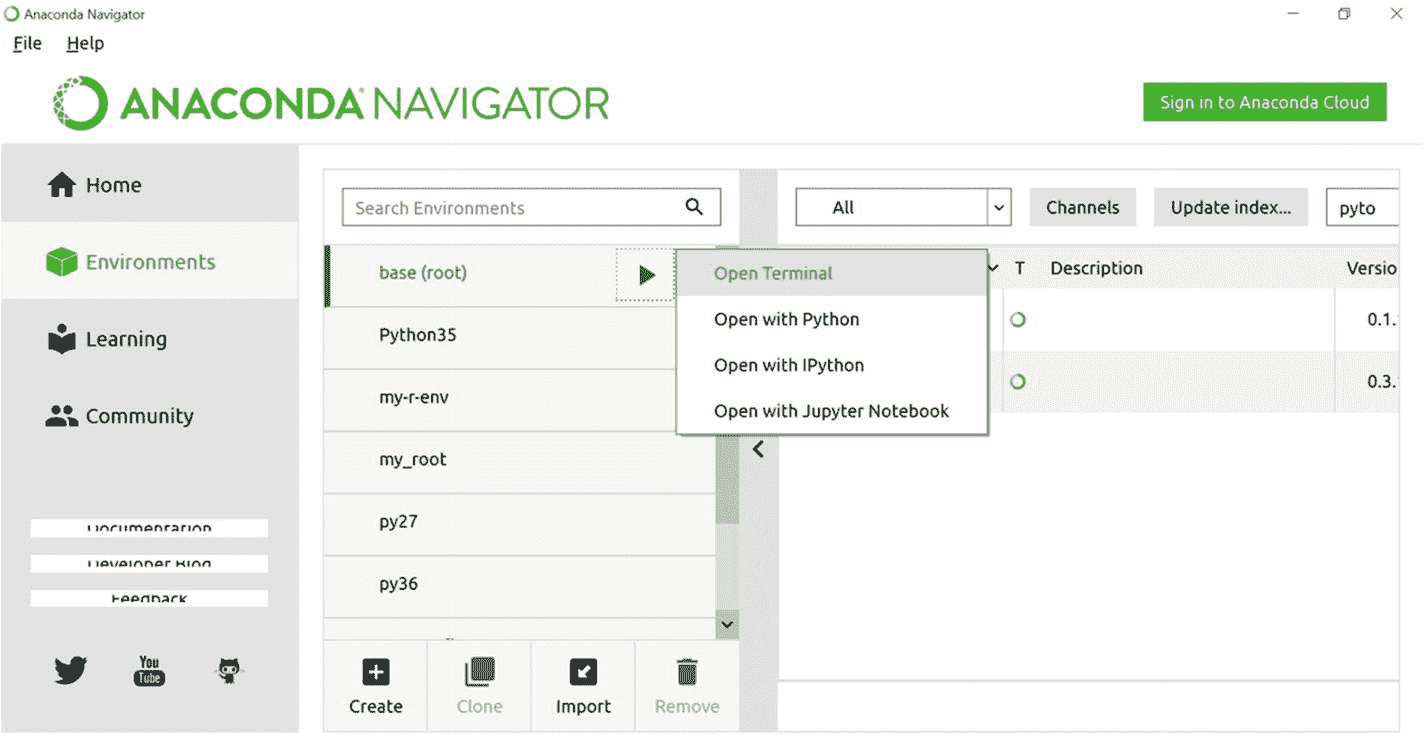 Anaconda Navigator
File Help
ANACONDA NAVIGATOR
Sign in to Anaconda Cloud
Home
Environments
Learning
Community
Documentation
Developer Blog
Feedback
You
Tube
Search Environments
base (root)
Python35
my-r-env
my_root
py27
py36
Create Clone Import Remove
Open Terminal
Open with Python
Open with IPython
Open with Jupyter Notebook
All Channels Update index... pyto
T Description Versio
0.1.
0.3.